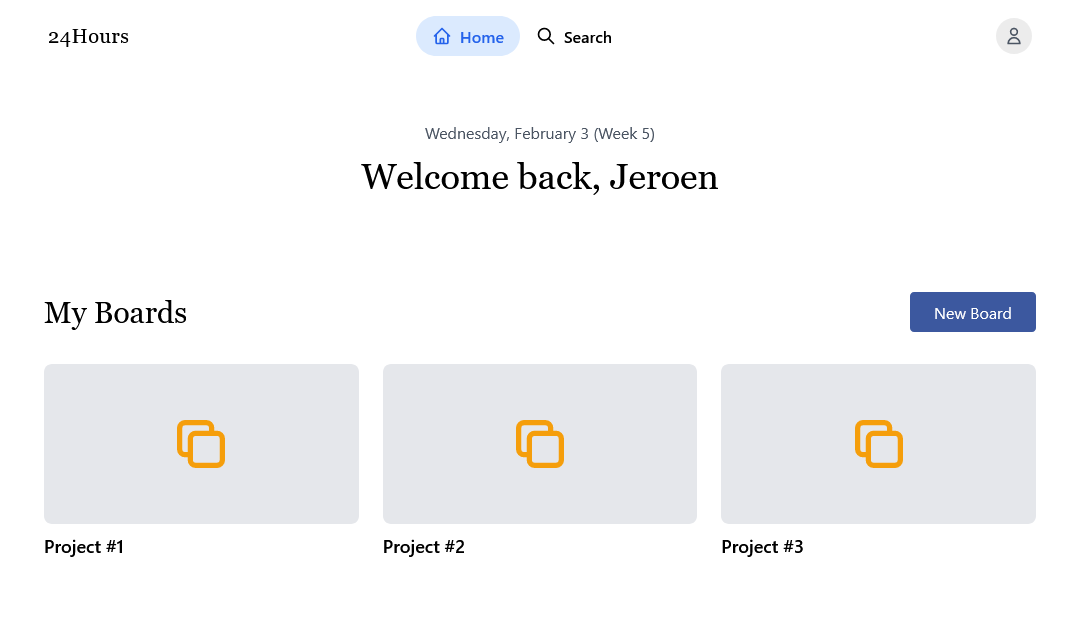 24Hours
Home
Search
Wednesday, February 3 (Week 5)
Welcome back, Jeroen
My Boards
New Board
Project #1
Project #2
Project #3